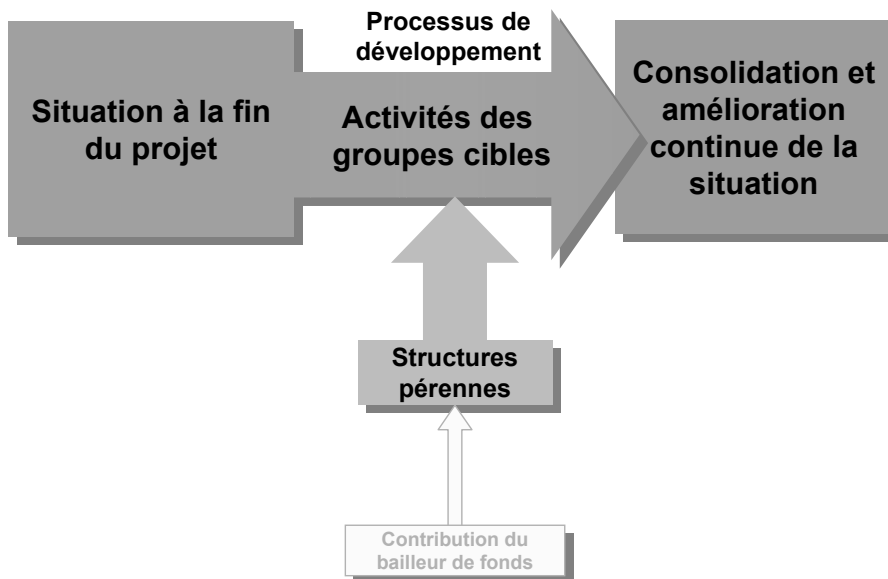 Situation à la fin
du projet
Processus de
développement
Activités des
groupes cibles
Consolidation et
amélioration
continue de la
situation
Structures
pérennes
Contribution du
bailleur de fonds